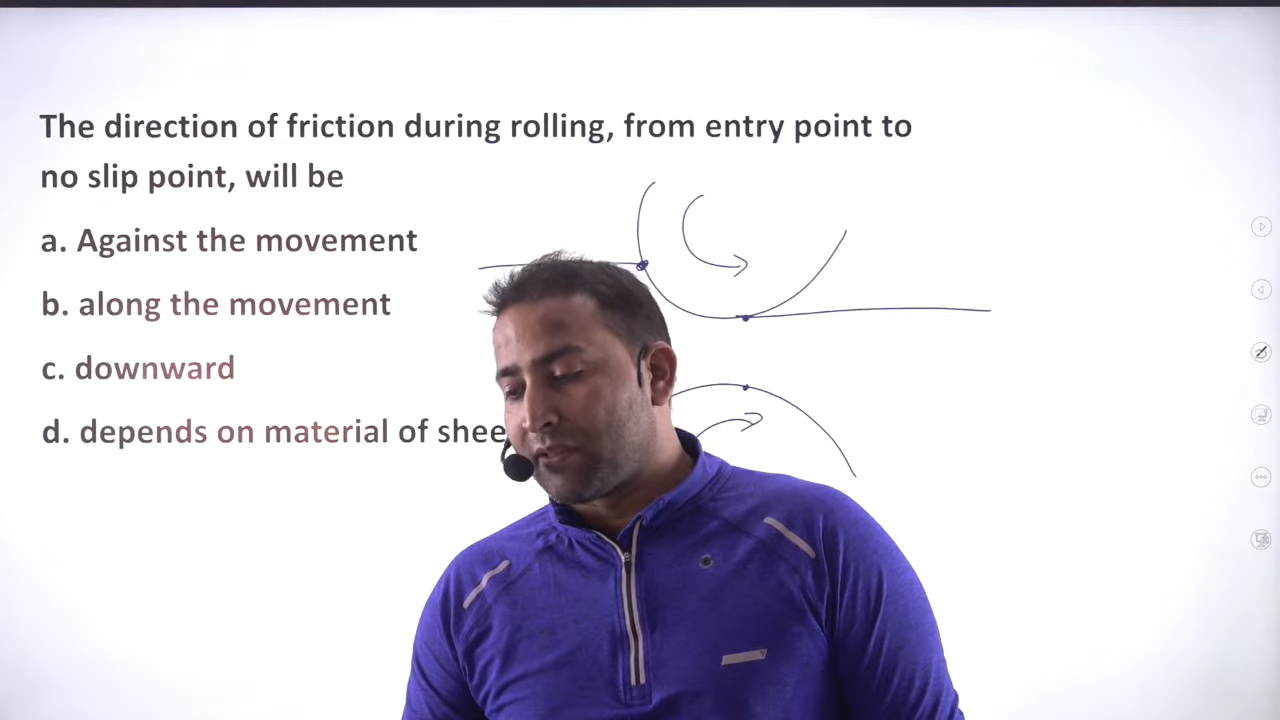 The direction of friction during rolling, from entry point to
no slip point, will be
a. Against the movement
b. along the movement
c. downward
d. depends on material of